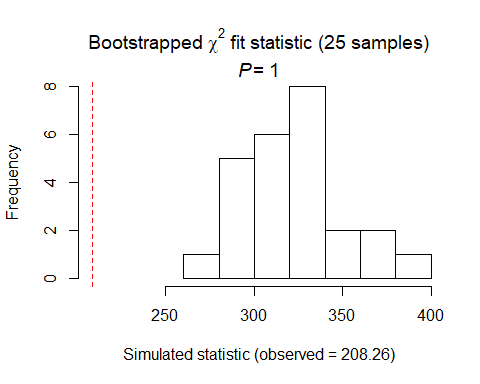 Bootstrapped χ² fit statistic (25 samples)
P= 1
Frequency
8
6
4
2
0
250 300 350 400
Simulated statistic (observed = 208.26)